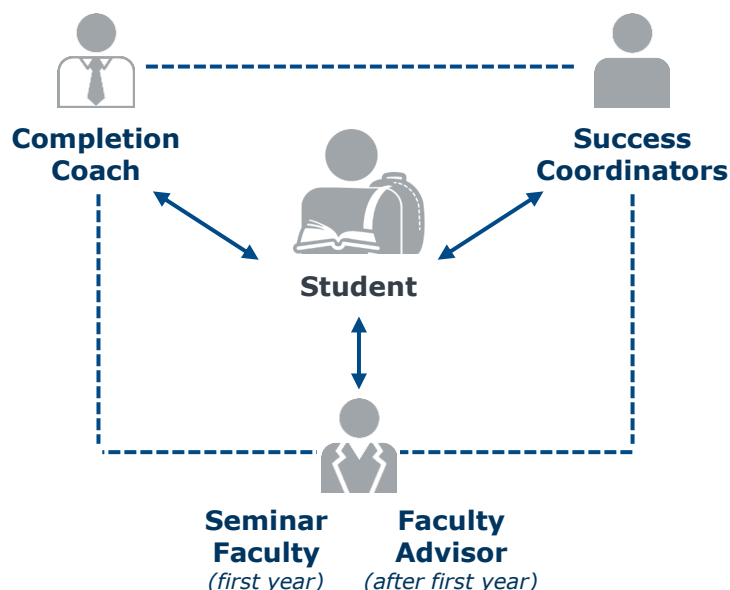 Completion
Coach
Success
Coordinators
Student
Seminar
Faculty
(first year)
Faculty
Advisor
(after first year)